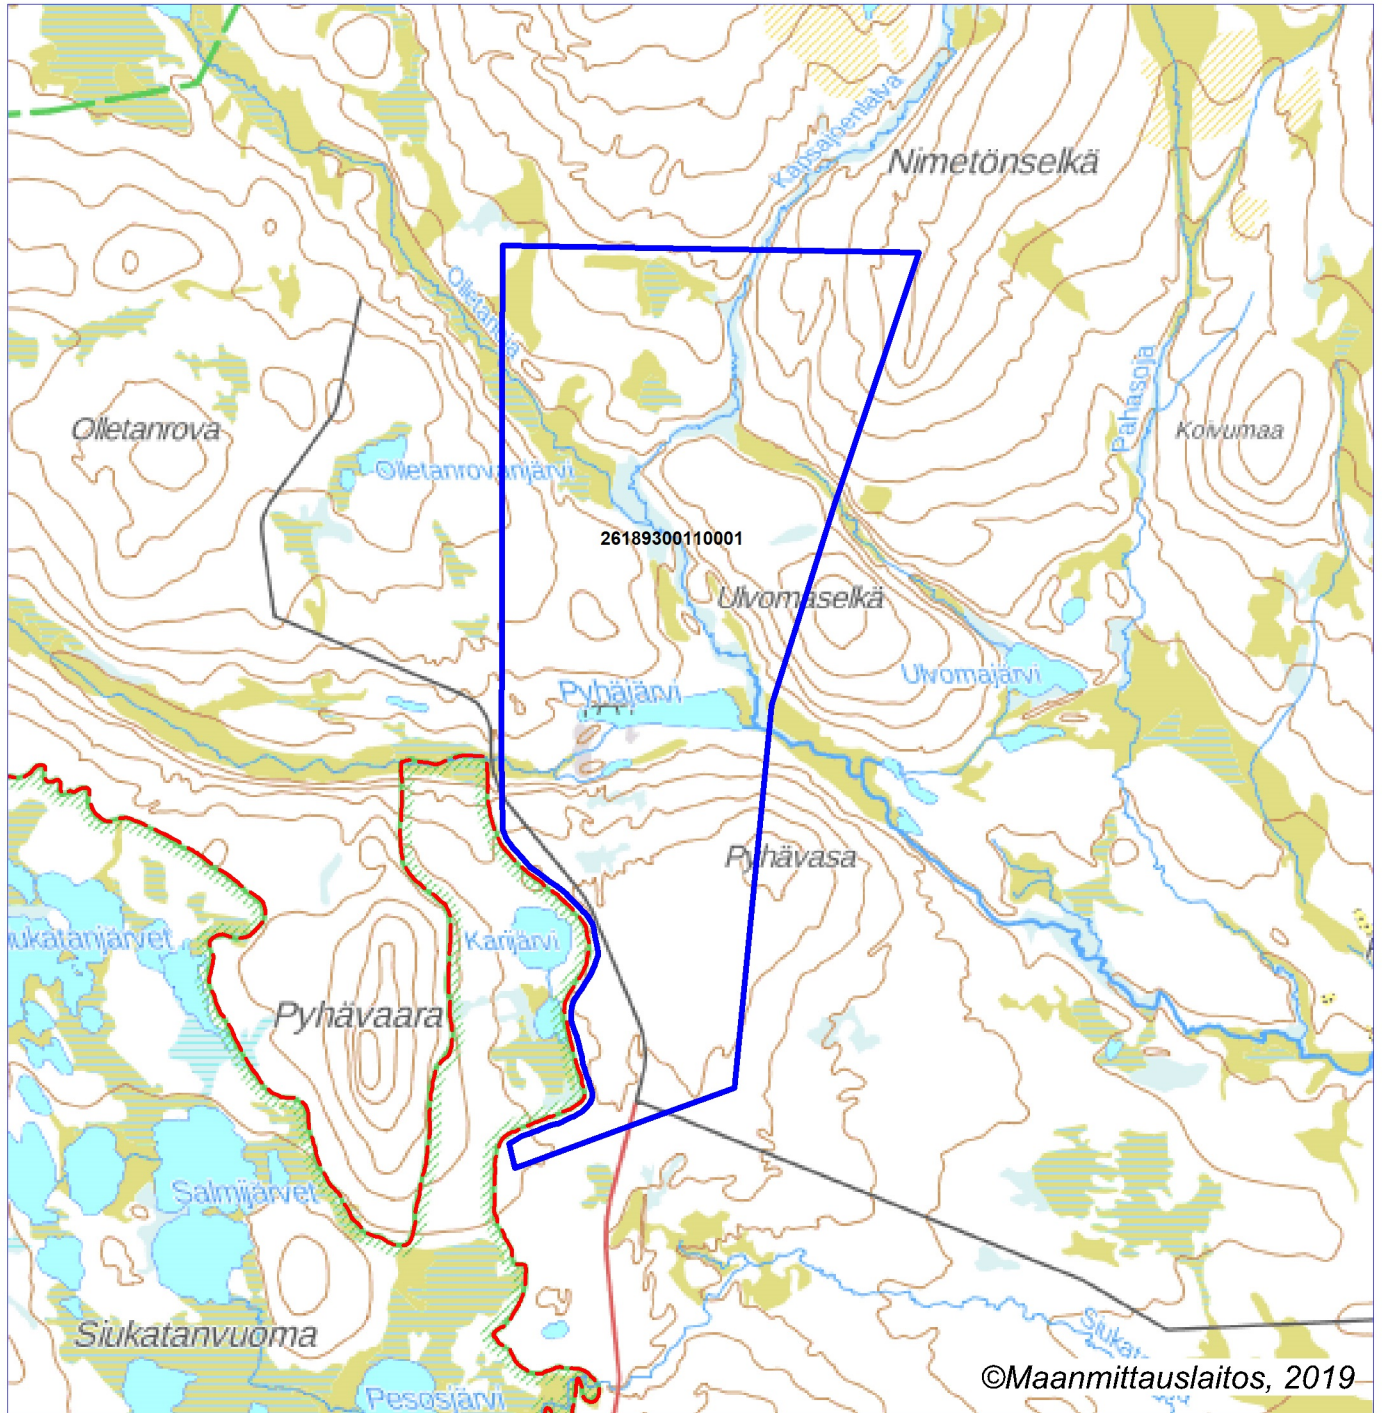 Kapsajoenlatva
Nimetönselkä
Olletanoja
Pahasoja
Olletanrova
Koivumaa
Olletanrovanjärvi
26189300110001
Ulvomaselkä
Ulvomajärvi
Pyhäjärvi
Pyhävasa
ukatanjärvet
Karijärvi
Pyhävaara
Salmijärvet
Siukatanvuoma
Siukat
©Maanmittauslaitos, 2019
Pesosjärvi